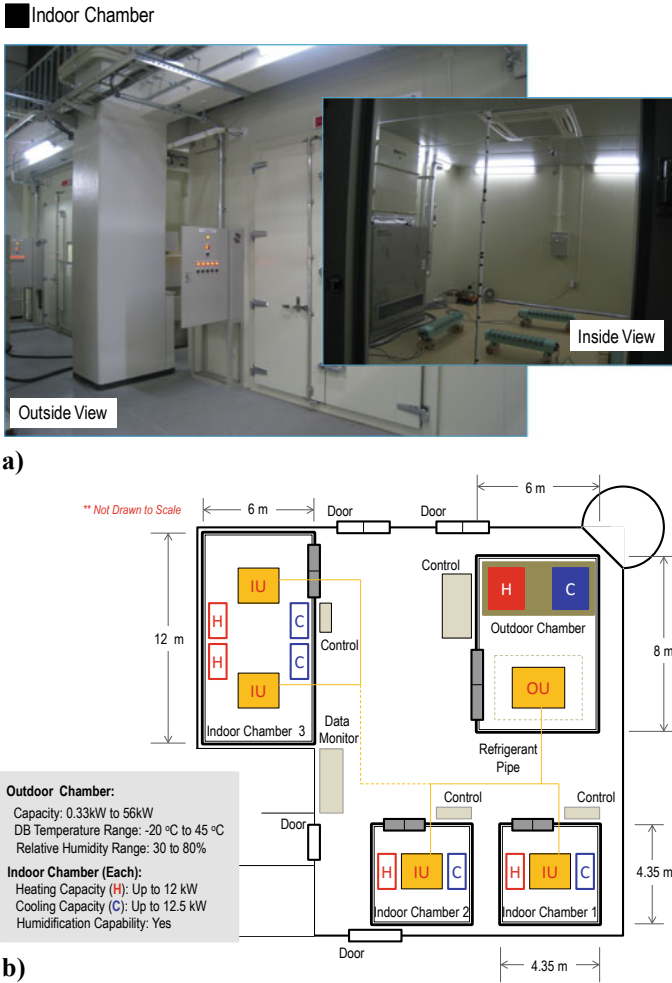 Indoor Chamber
Outside View
Inside View
a)
** Not Drawn to Scale
6 m
Door
Door
6 m
Control
IU
H
C
H
C
IU
Control
12 m
Indoor Chamber 3
H
C
Outdoor Chamber
OU
8 m
Data
Monitor
Refrigerant
Pipe
Control
Control
Door
H
IU
C
Indoor Chamber 2
H
IU
C
Indoor Chamber 1
4.35 m
4.35 m
Door
Outdoor Chamber:
Capacity: 0.33kW to 56kW
DB Temperature Range: -20 ºC to 45 ºC
Relative Humidity Range: 30 to 80%
Indoor Chamber (Each):
Heating Capacity (H): Up to 12 kW
Cooling Capacity (C): Up to 12.5 kW
Humidification Capability: Yes
b)